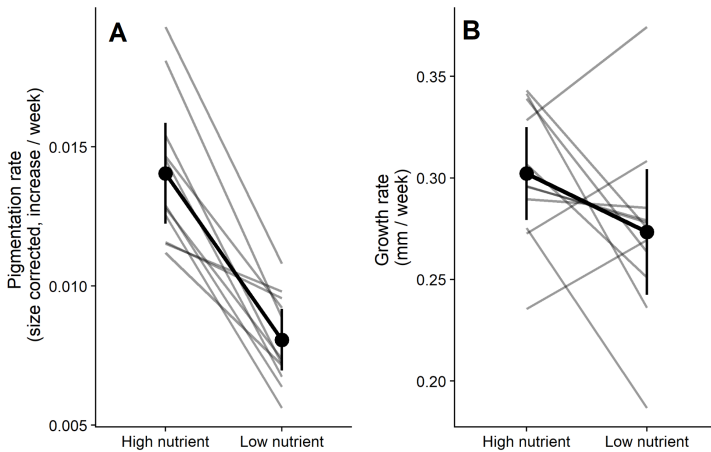 A
Pigmentation rate
(size corrected, increase / week)
0.015
0.010
0.005
High nutrient
Low nutrient
B
Growth rate
(mm / week)
0.35
0.30
0.25
0.20
High nutrient
Low nutrient